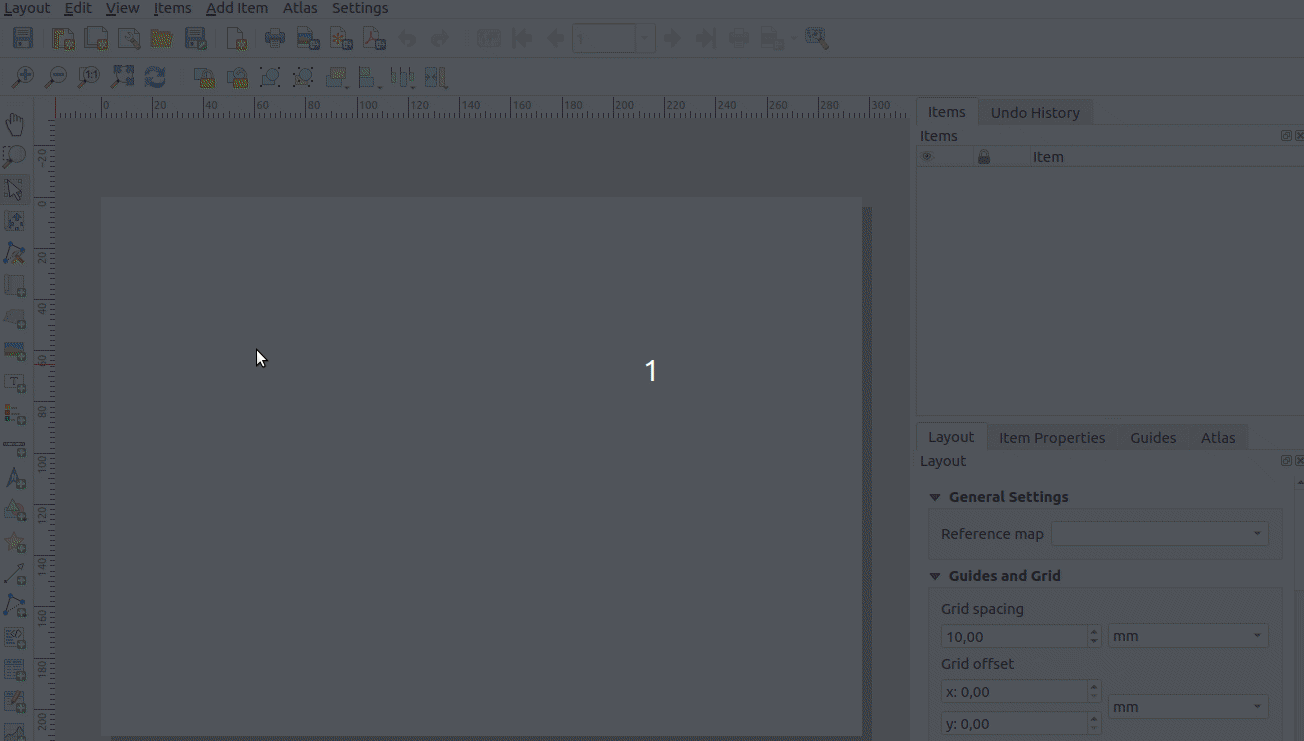 Layout Edit View Items Add Item Atlas Settings
1
1:1
0 20 40 60 80 100 120 140 160 180 200 220 240 260 280 300
-20
0
20
40
60
80
100
120
140
160
180
200
1
Items Undo History
Items
Item
Layout Item Properties Guides Atlas
Layout
General Settings
Reference map
Guides and Grid
Grid spacing
10,00 mm
Grid offset
x: 0,00
mm
y: 0,00